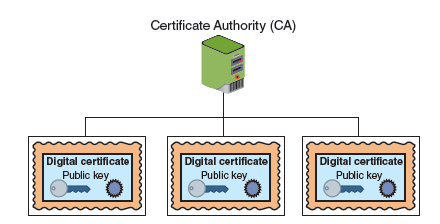 Certificate Authority (CA)
Digital certificate Digital certificate Digital certificate
Public key Public key Public key